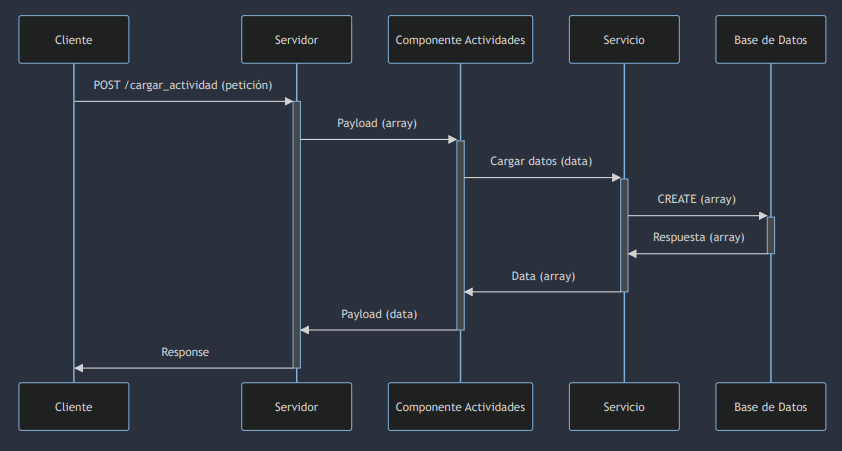 Cliente
Servidor
Componente Actividades
Servicio
Base de Datos
POST /cargar_actividad (petición)
Payload (array)
Cargar datos (data)
CREATE (array)
Respuesta (array)
Data (array)
Payload (data)
Response
Cliente
Servidor
Componente Actividades
Servicio
Base de Datos